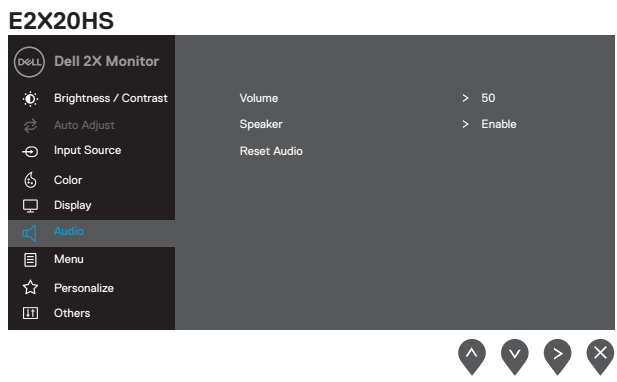 E2X20HS
DELL Dell 2X Monitor
Brightness / Contrast
Volume > 50
Auto Adjust
Speaker > Enable
Input Source
Reset Audio
Color
Display
Audio
Menu
Personalize
Others